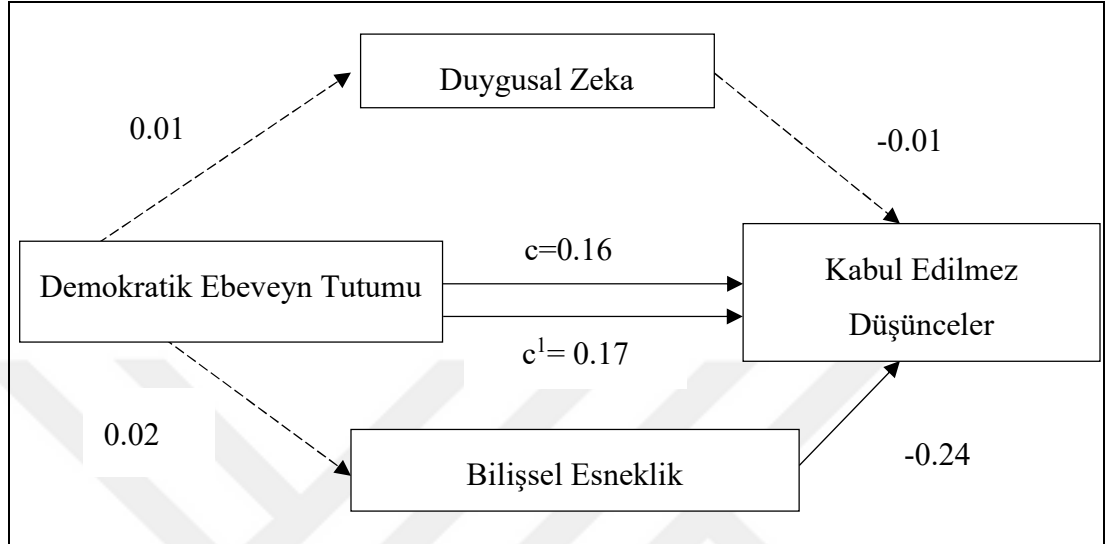 Duygusal Zeka
0.01
-0.01
c=0.16
Demokratik Ebeveyn Tutumu
Kabul Edilmez
Düşünceler
c¹= 0.17
0.02
-0.24
Bilişsel Esneklik